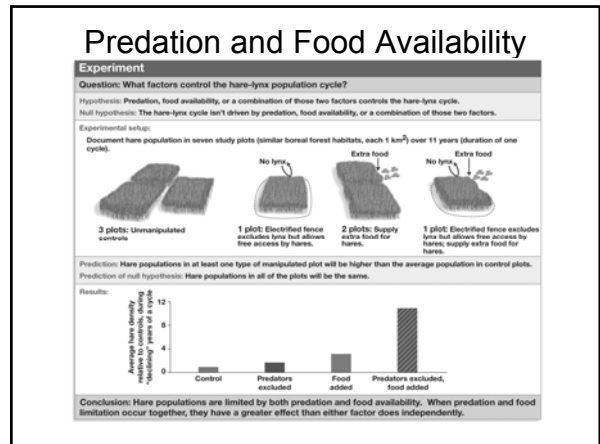 Predation and Food Availability
Experiment
Question: What factors control the hare–lynx population cycle?
Hypothesis: Predation, food availability, or a combination of those two factors controls the hare–lynx cycle.
Null hypothesis: The hare–lynx cycle isn't driven by predation, food availability, or a combination of those two factors.
Experimental setup:
Document hare population in seven study plots (similar boreal forest habitats, each 1 km²) over 11 years (duration of one
cycle).
No lynx
Extra food
No lynx
Extra food
3 plots: Unmanipulated
controls
1 plot: Electrified fence
excludes lynx but allows
free access by hares.
2 plots: Supply
extra food for
hares.
1 plot: Electrified fence excludes
lynx but allows free access by
hares; supply extra food for
hares.
Prediction: Hare populations in at least one type of manipulated plot will be higher than the average population in control plots.
Prediction of null hypothesis: Hare populations in all of the plots will be the same.
Results:
Average hare density
relative to controls, during
"declining" years of a cycle
12
8
4
0
Control
Predators
excluded
Food
added
Predators excluded,
food added
Conclusion: Hare populations are limited by both predation and food availability. When predation and food
limitation occur together, they have a greater effect than either factor does independently.